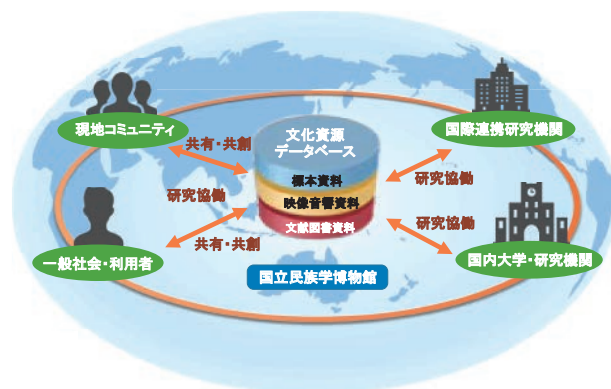 現地コミュニティ
国際連携研究機関
文化資源
データベース
共有・共創
標本資料
研究協働
研究協働
映像音響資料
文献図書資料
研究協働
共有・共創
一般社会・利用者
国内大学・研究機関
国立民族学博物館